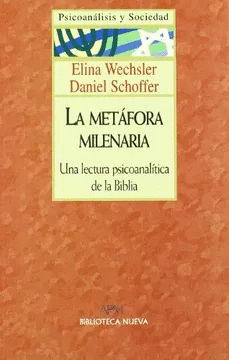 Psicoanálisis y Sociedad
Elina Wechsler
Daniel Schoffer
LA METÁFORA
MILENARIA
Una lectura psicoanalítica
de la Biblia
BIBLIOTECA NUEVA